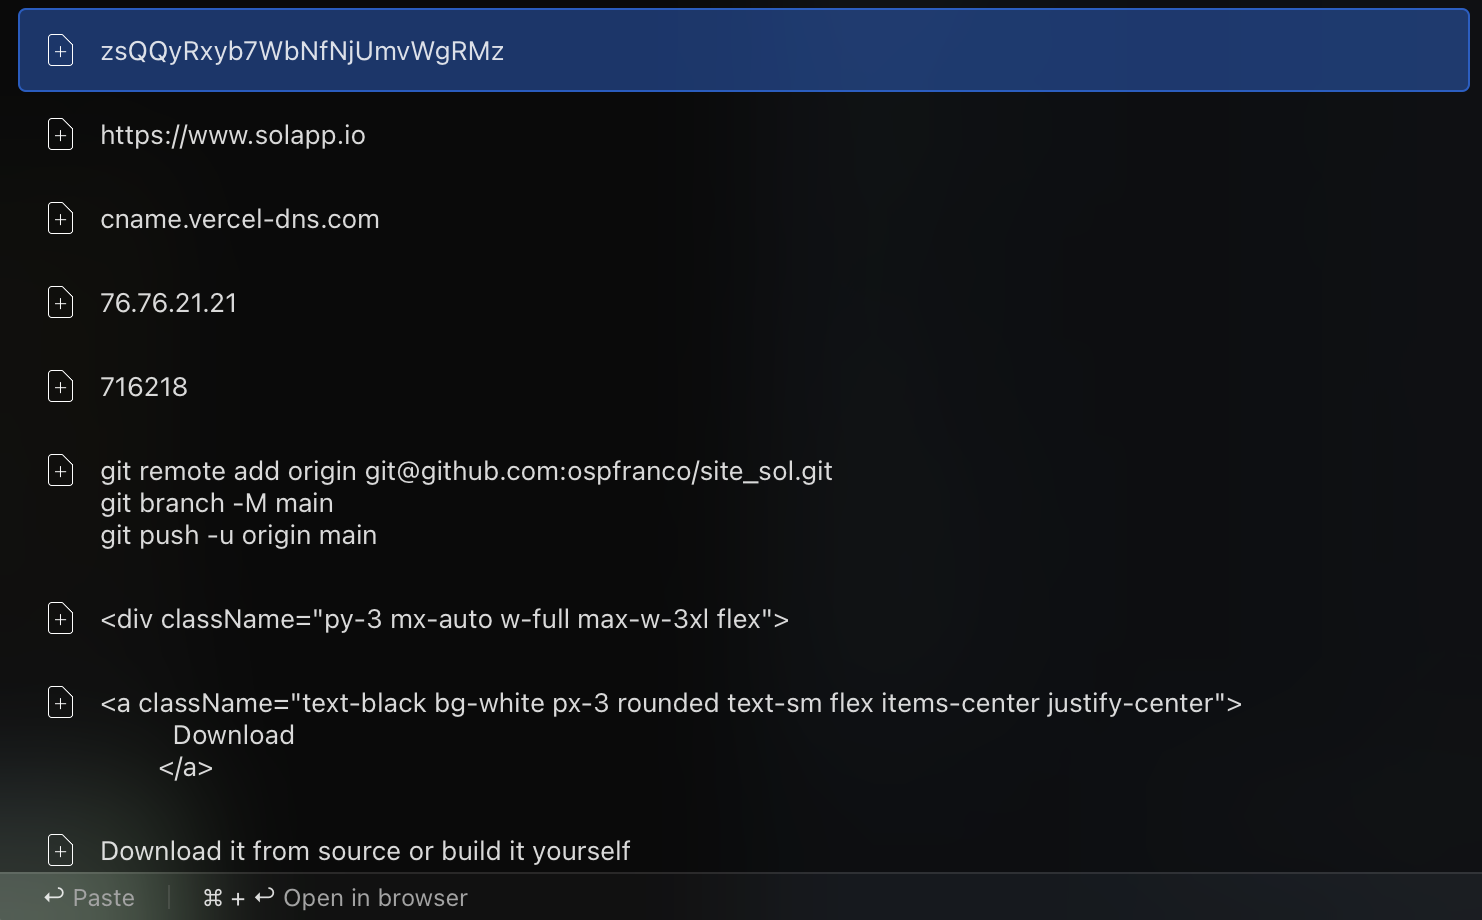 zsQQyRxyb7WbNfNjUmvWgRMz
https://www.solapp.io
cname.vercel-dns.com
76.76.21.21
716218
git remote add origin git@github.com:ospfranco/site_sol.git
git branch -M main
git push -u origin main
<div className="py-3 mx-auto w-full max-w-3xl flex">
<a className="text-black bg-white px-3 rounded text-sm flex items-center justify-center">
Download
</a>
Download it from source or build it yourself
↩ Paste | ⌘ + ↩ Open in browser